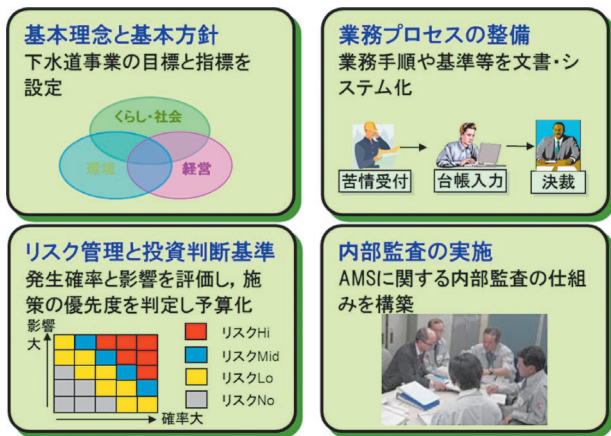 基本理念と基本方針
下水道事業の目標と指標を
設定
くらし・社会
環境
経営
業務プロセスの整備
業務手順や基準等を文書・シ
ステム化
苦情受付
台帳入力
決裁
リスク管理と投資判断基準
発生確率と影響を評価し，施
策の優先度を判定し予算化
影響
大
リスクHi
リスクMid
リスクLo
リスクNo
確率大
内部監査の実施
AMSに関する内部監査の仕組
みを構築